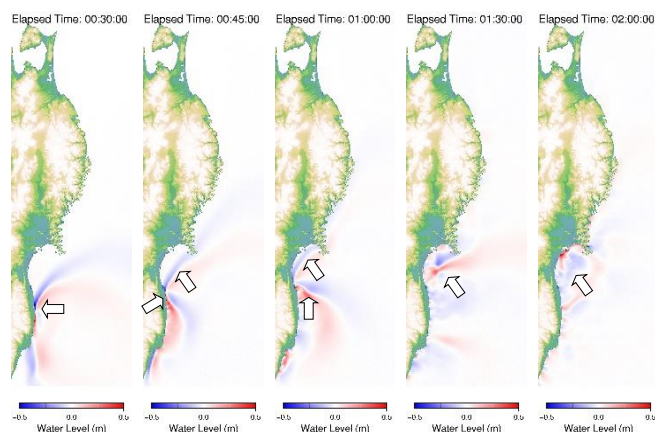 Elapsed Time: 00:30:00
Elapsed Time: 00:45:00
Elapsed Time: 01:00:00
Elapsed Time: 01:30:00
Elapsed Time: 02:00:00
−0.5 0.0 0.5
Water Level (m)
−0.5 0.0 0.5
Water Level (m)
−0.5 0.0 0.5
Water Level (m)
−0.5 0.0 0.5
Water Level (m)
−0.5 0.0 0.5
Water Level (m)